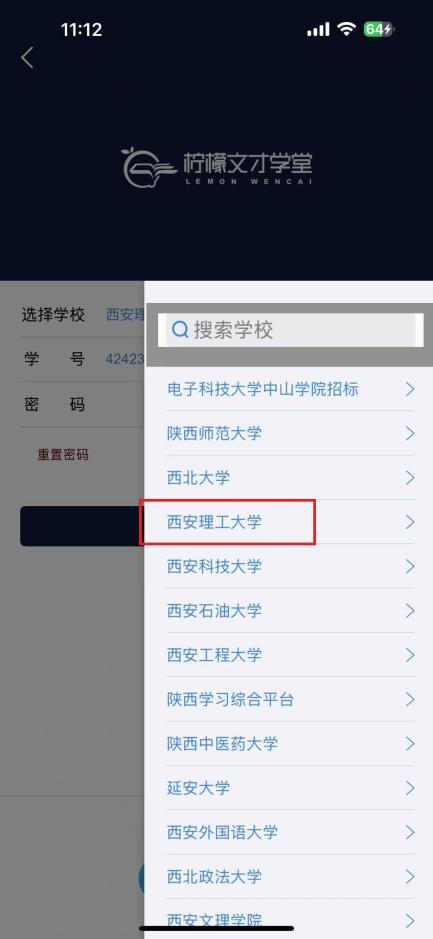 11:12
64
柠檬文才学堂
LEMON WENCAI
选择学校 西安理
搜索学校
学 号 42423
密 码
重置密码
电子科技大学中山学院招标
陕西师范大学
西北大学
西安理工大学
西安科技大学
西安石油大学
西安工程大学
陕西学习综合平台
陕西中医药大学
延安大学
西安外国语大学
西北政法大学
西安文理学院